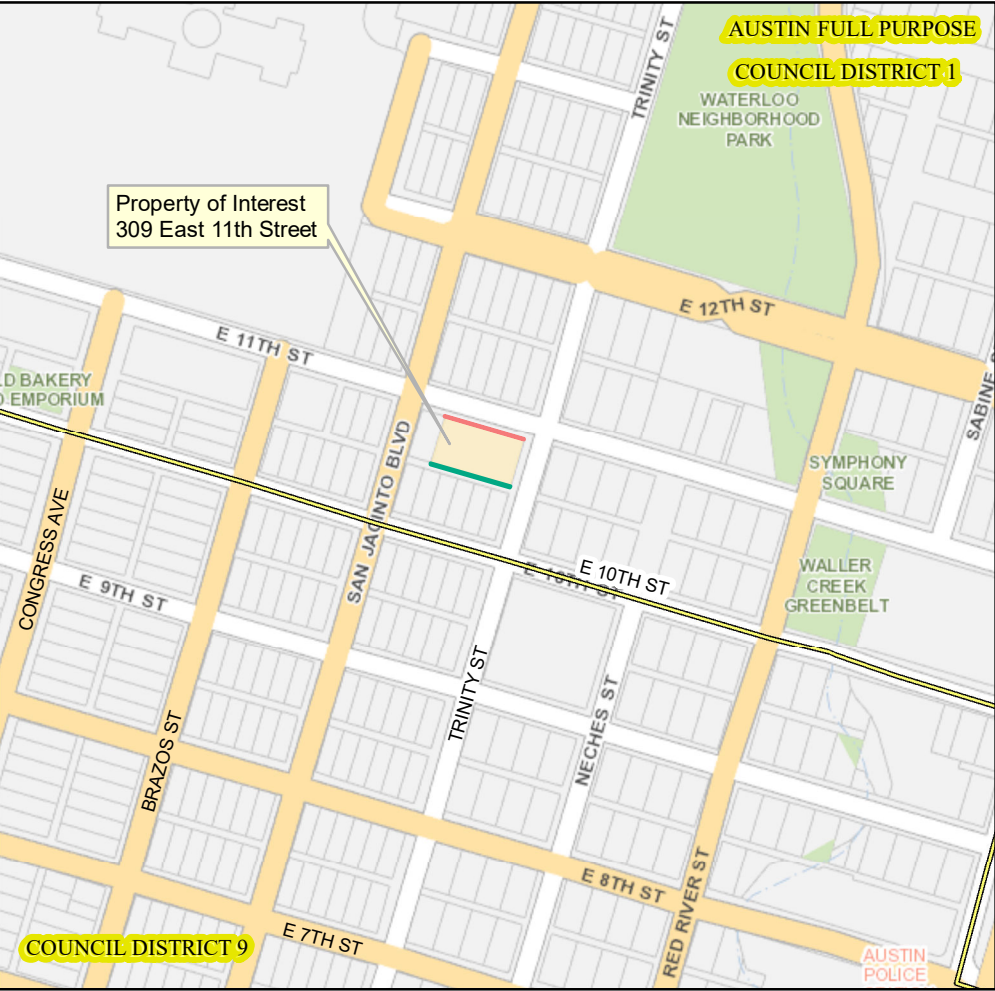 AUSTIN FULL PURPOSE
COUNCIL DISTRICT 1
TRINITY ST
WATERLOO
NEIGHBORHOOD
PARK
Property of Interest
309 East 11th Street
E 12TH ST
E 11TH ST
LD BAKERY
D EMPORIUM
SABINE S
SAN JACINTO BLVD
SYMPHONY
SQUARE
CONGRESS AVE
E 10TH ST
E 10TH ST
WALLER
CREEK
GREENBELT
E 9TH ST
TRINITY ST
NECHES ST
BRAZOS ST
E 8TH ST
RED RIVER ST
E 7TH ST
COUNCIL DISTRICT 9
AUSTIN
POLICE